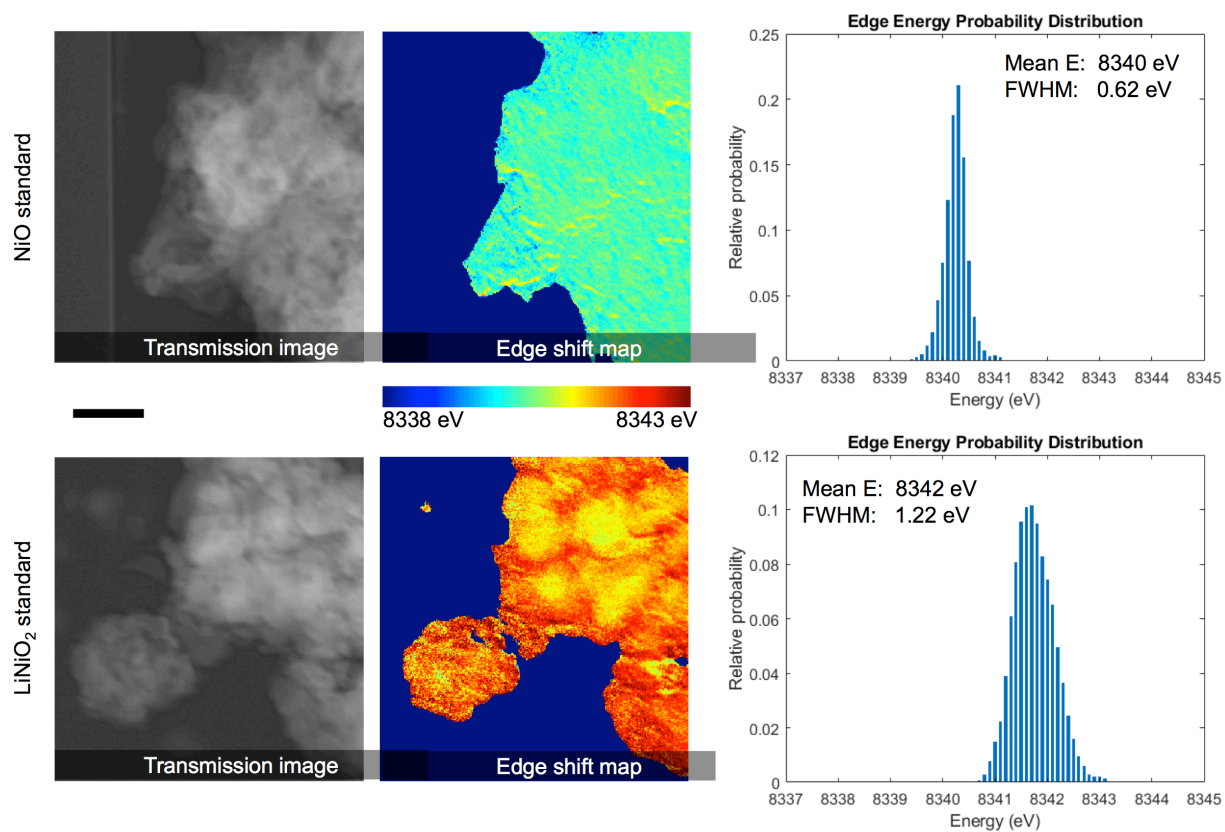 NiO standard
Transmission image
Edge shift map
Edge Energy Probability Distribution
Mean E: 8340 eV
FWHM: 0.62 eV
Relative probability
0.25
0.2
0.15
0.1
0.05
0
8337 8338 8339 8340 8341 8342 8343 8344 8345
Energy (eV)
8338 eV 8343 eV
LiNiO₂ standard
Transmission image
Edge shift map
Edge Energy Probability Distribution
Mean E: 8342 eV
FWHM: 1.22 eV
Relative probability
0.12
0.1
0.08
0.06
0.04
0.02
0
8337 8338 8339 8340 8341 8342 8343 8344 8345
Energy (eV)